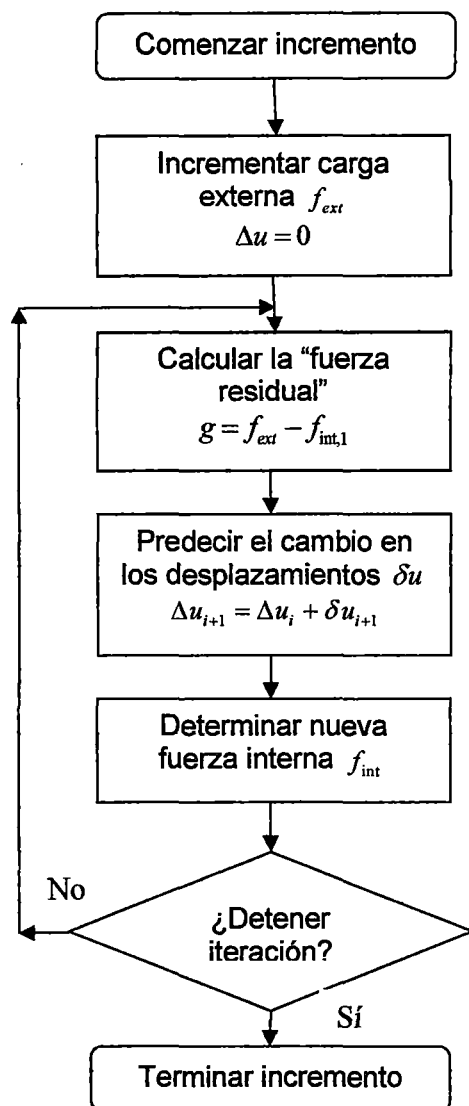 Comenzar incremento
Incrementar carga
externa f_ext
Δu = 0
Calcular la “fuerza
residual”
g = f_ext − f_int,1
Predecir el cambio en
los desplazamientos δu
Δu_i+1 = Δu_i + δu_i+1
Determinar nueva
fuerza interna f_int
No
¿Detener
iteración?
Sí
Terminar incremento